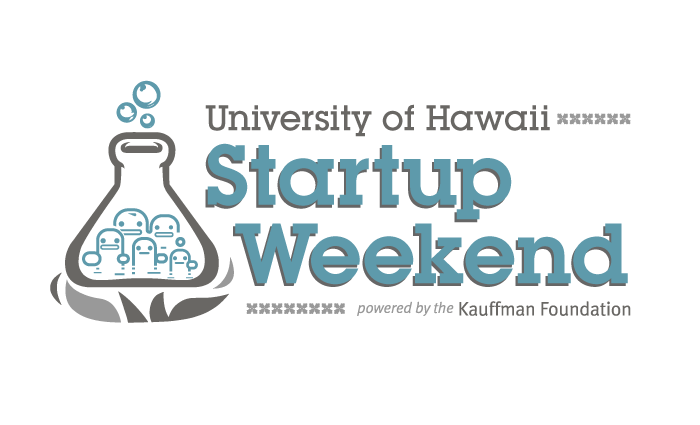 University of Hawaii
Startup
Weekend
powered by the Kauffman Foundation